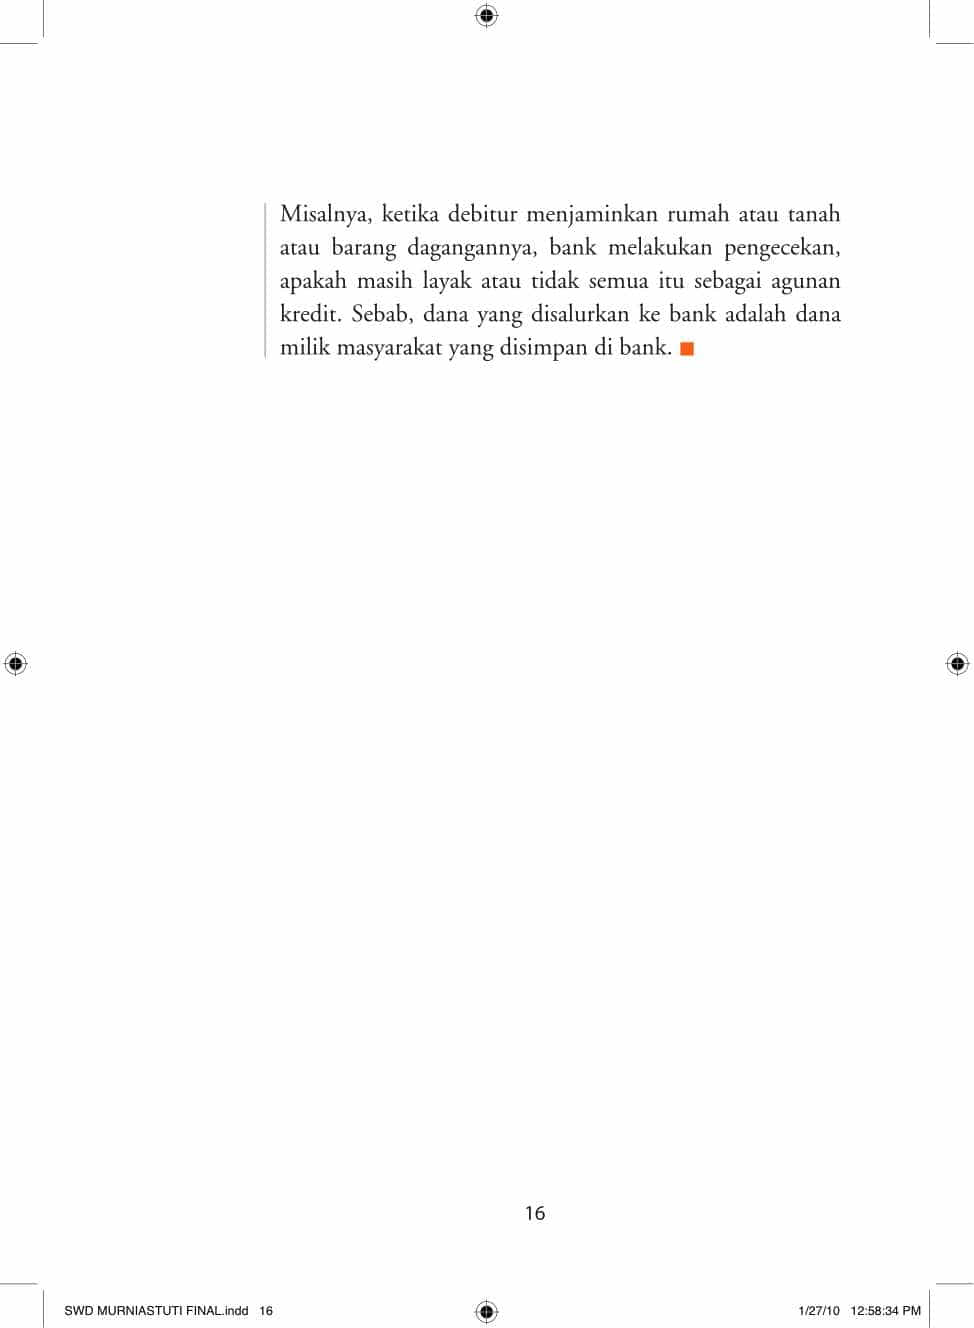 Misalnya, ketika debitur menjaminkan rumah atau tanah
atau barang dagangannya, bank melakukan pengecekan,
apakah masih layak atau tidak semua itu sebagai agunan
kredit. Sebab, dana yang disalurkan ke bank adalah dana
milik masyarakat yang disimpan di bank.
16
SWD MURNIASTUTI FINAL.indd 16
1/27/10 12:58:34 PM